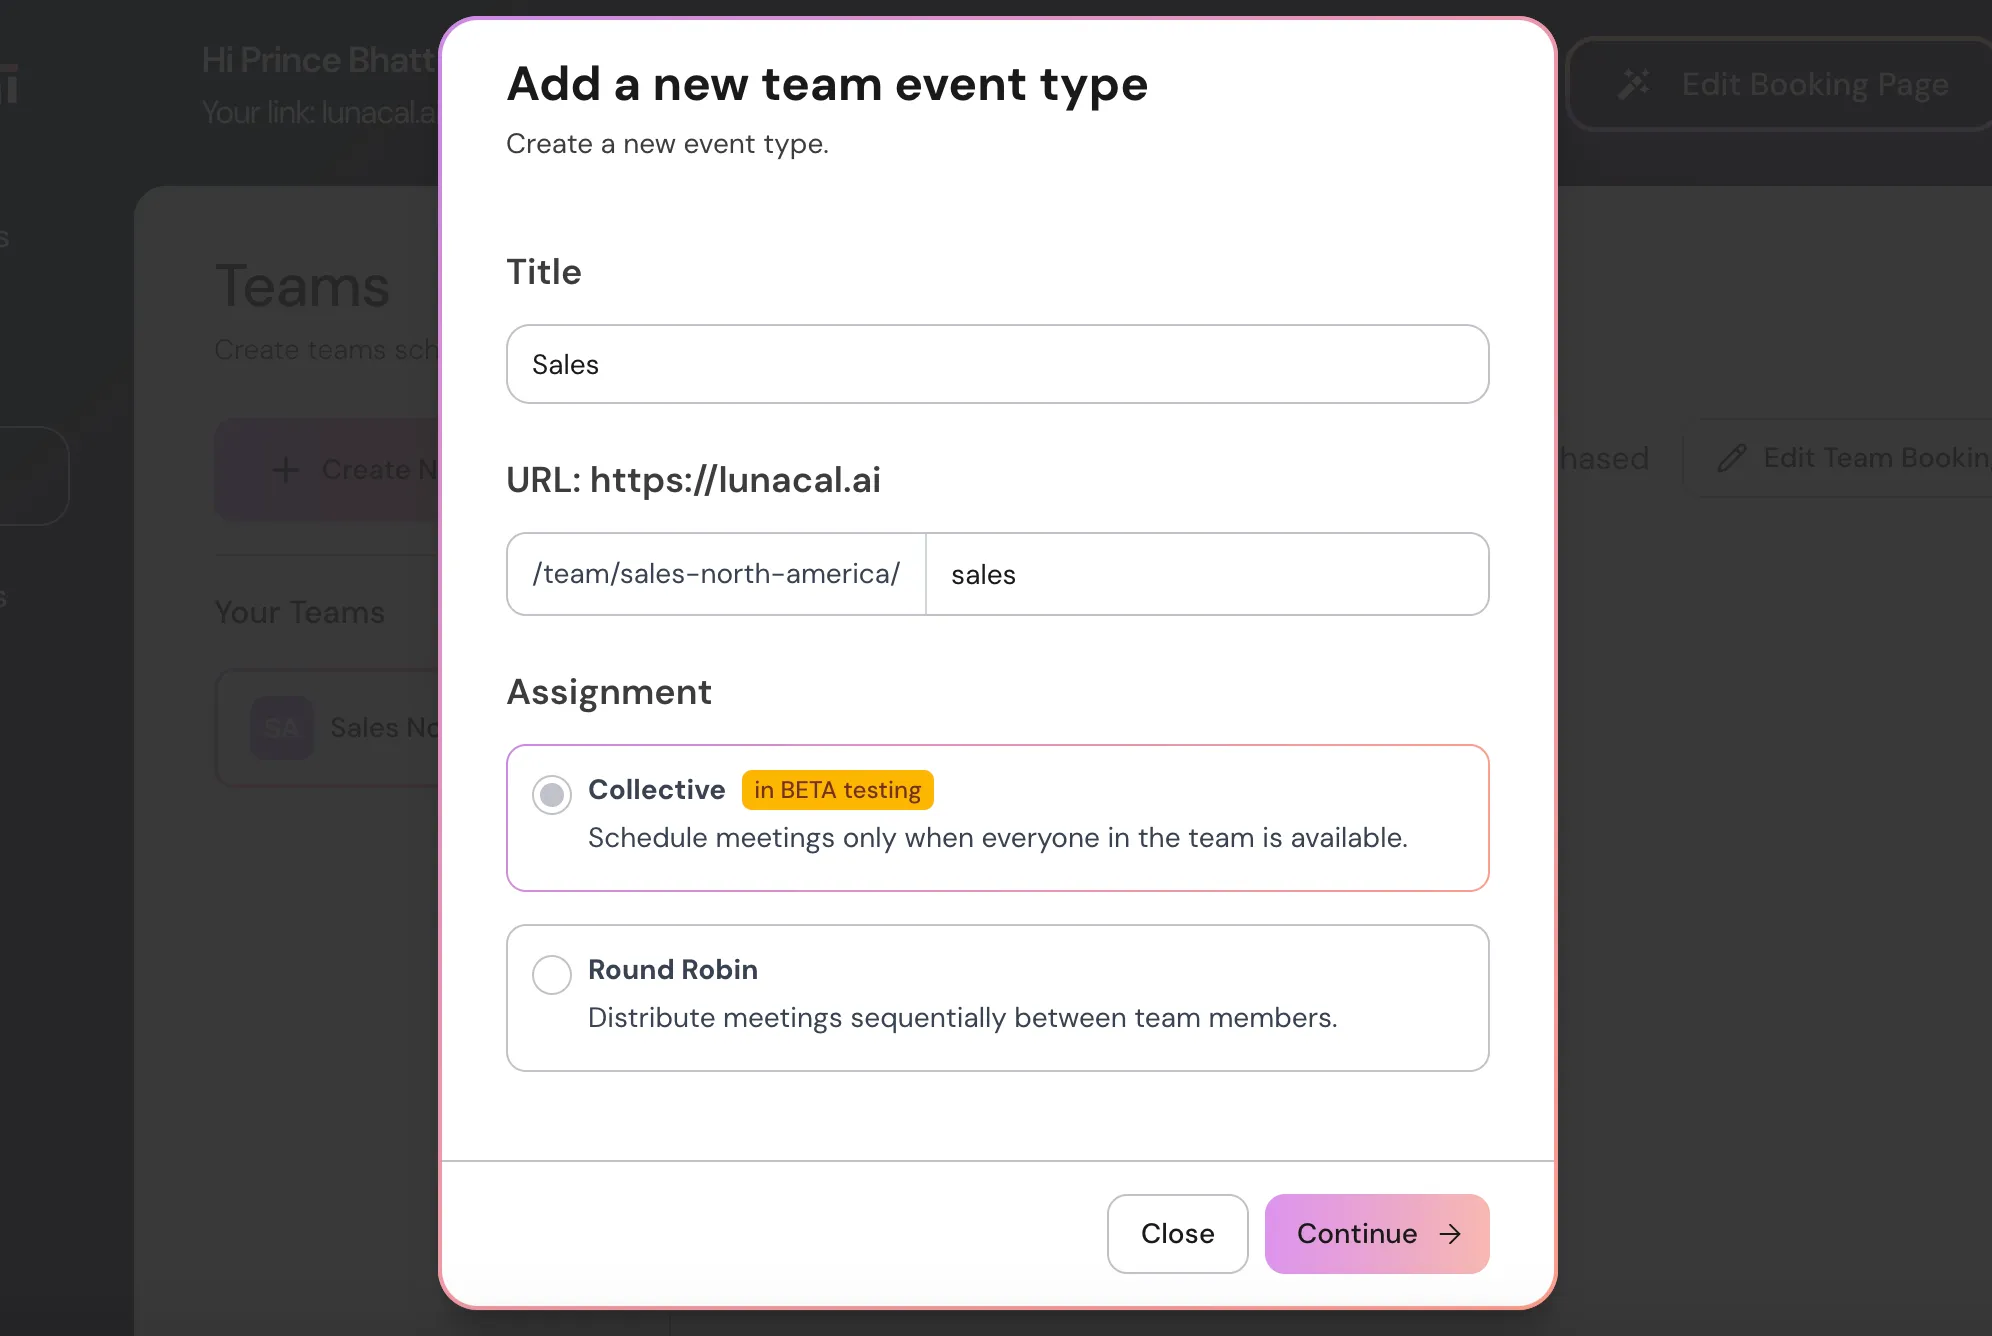 Hi Prince Bhatt
Your link: lunacal.a
Edit Booking Page
Teams
Create teams sch
Create N
hased
Edit Team Bookin
Your Teams
SA
Sales No
Add a new team event type
Create a new event type.
Title
Sales
URL: https://lunacal.ai
/team/sales-north-america/
sales
Assignment
Collective
in BETA testing
Schedule meetings only when everyone in the team is available.
Round Robin
Distribute meetings sequentially between team members.
Close
Continue